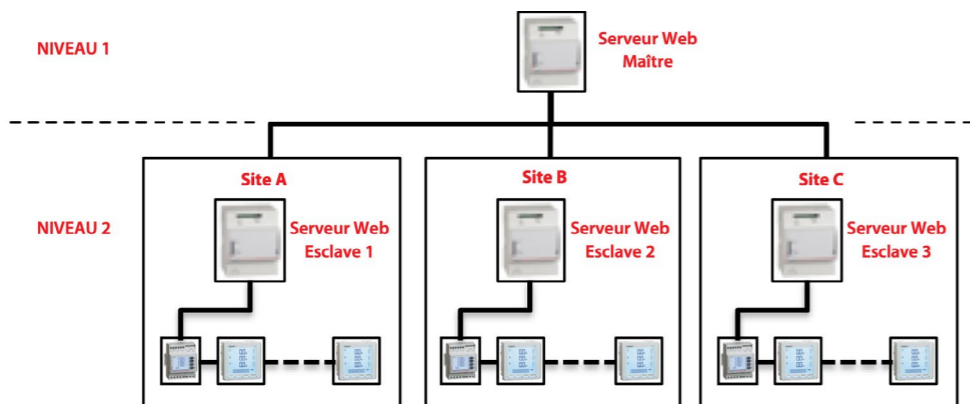 NIVEAU 1
Serveur Web
Maître
Site A
Site B
Site C
NIVEAU 2
Serveur Web
Esclave 1
Serveur Web
Esclave 2
Serveur Web
Esclave 3